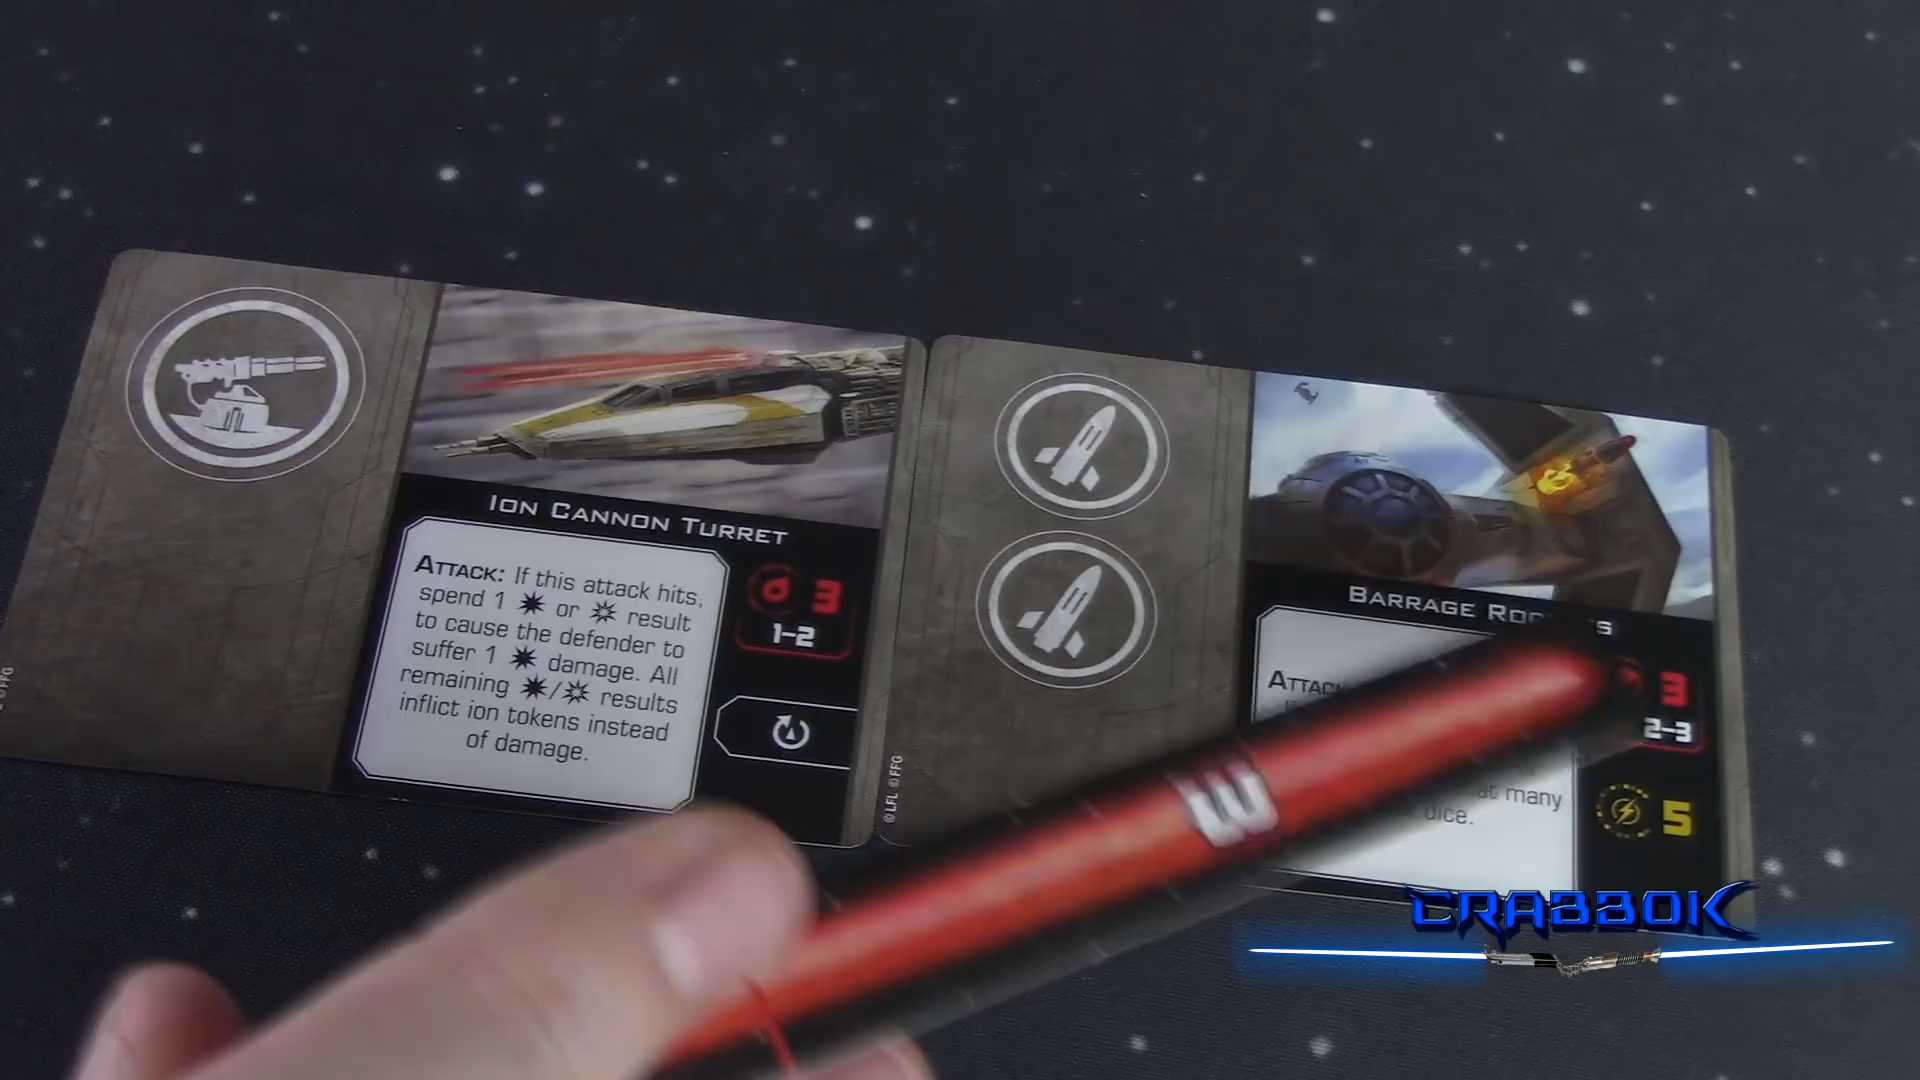 ION CANNON TURRET
ATTACK: If this attack hits,
spend 1 or result
to cause the defender to
suffer 1 damage. All
remaining / results
inflict ion tokens instead
of damage.
3
1-2
© FFG
BARRAGE
ATTACK
many
dice.
3
2-3
5
© LFL © FFG
CRABBOK